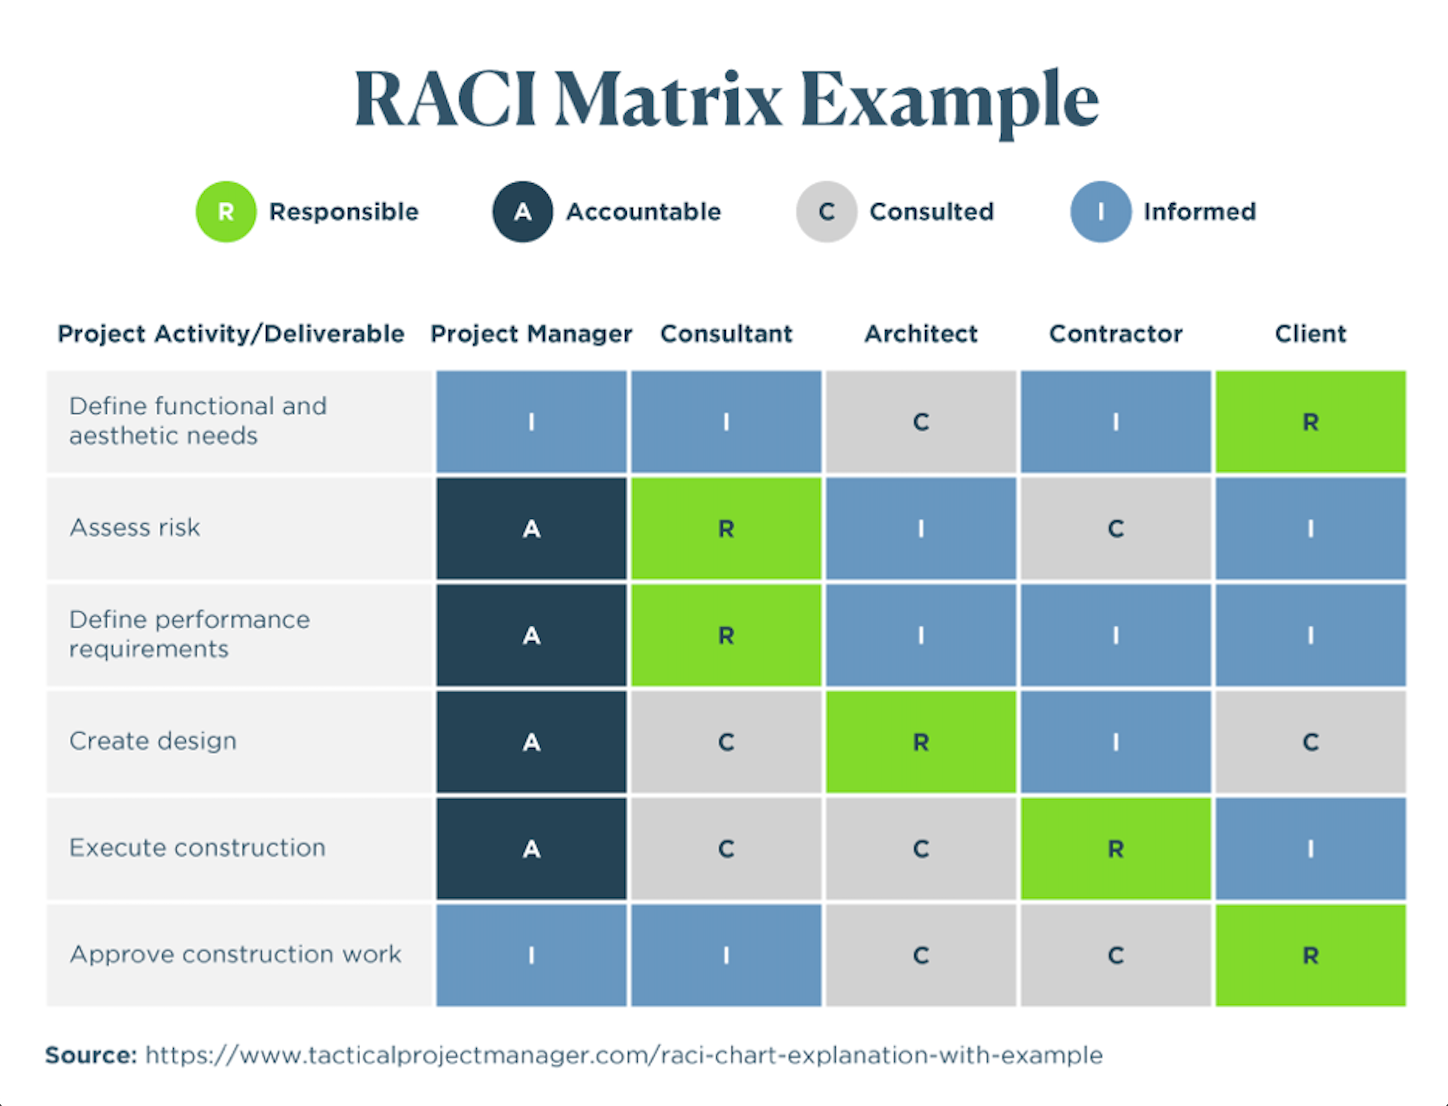 RACI Matrix Example
R Responsible A Accountable C Consulted I Informed
Project Activity/Deliverable Project Manager Consultant Architect Contractor Client
Define functional and
aesthetic needs
I I C I R
Assess risk A R I C I
Define performance
requirements
A R I I I
Create design A C R I C
Execute construction A C C R I
Approve construction work I I C C R
Source: https://www.tacticalprojectmanager.com/raci-chart-explanation-with-example